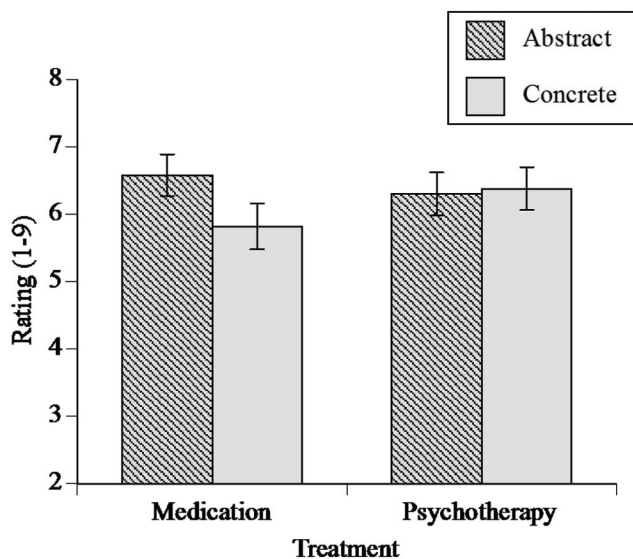 Abstract
Concrete
Rating (1-9)
8
7
6
5
4
3
2
Medication
Psychotherapy
Treatment